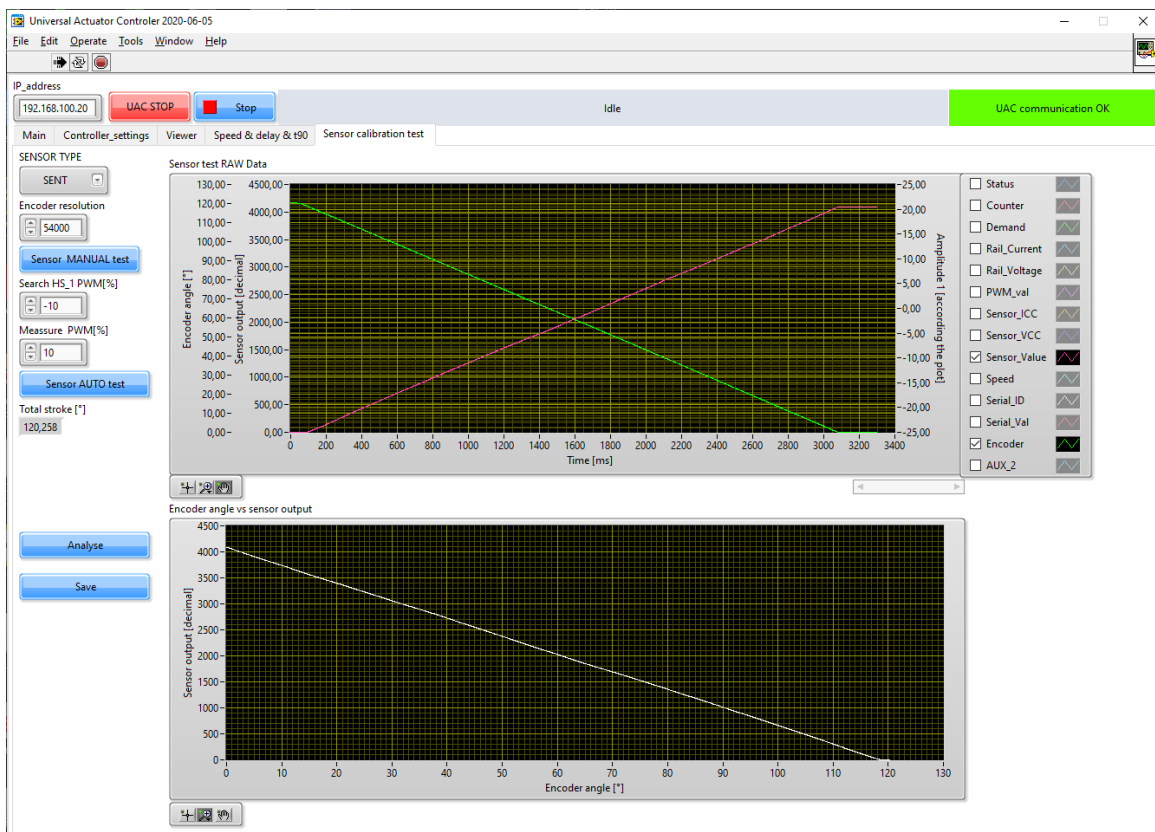 Universal Actuator Controler 2020-06-05
File Edit Operate Tools Window Help
IP_address
192.168.100.20 UAC STOP Stop Idle UAC communication OK
Main Controller_settings Viewer Speed & delay & t90 Sensor calibration test
SENSOR TYPE
SENT
Encoder resolution
54000
Sensor MANUAL test
Search HS_1 PWM[%]
-10
Meassure PWM[%]
10
Sensor AUTO test
Total stroke [°]
120,258
Analyse
Save
Sensor test RAW Data
Encoder angle [°]
130,00
120,00
110,00
100,00
90,00
80,00
70,00
60,00
50,00
40,00
30,00
20,00
10,00
0,00
Sensor output [decimal]
4500,00
4000,00
3500,00
3000,00
2500,00
2000,00
1500,00
1000,00
500,00
0,00
25,00
20,00
15,00
10,00
5,00
0,00
-5,00
-10,00
-15,00
-20,00
-25,00
Amplitude 1 [according the plot]
0 200 400 600 800 1000 1200 1400 1600 1800 2000 2200 2400 2600 2800 3000 3200 3400
Time [ms]
Status
Counter
Demand
Rail_Current
Rail_Voltage
PWM_val
Sensor_ICC
Sensor_VCC
Sensor_Value
Speed
Serial_ID
Serial_Val
Encoder
AUX_2
Encoder angle vs sensor output
Sensor output [decimal]
4500
4000
3500
3000
2500
2000
1500
1000
500
0
0 10 20 30 40 50 60 70 80 90 100 110 120 130
Encoder angle [°]